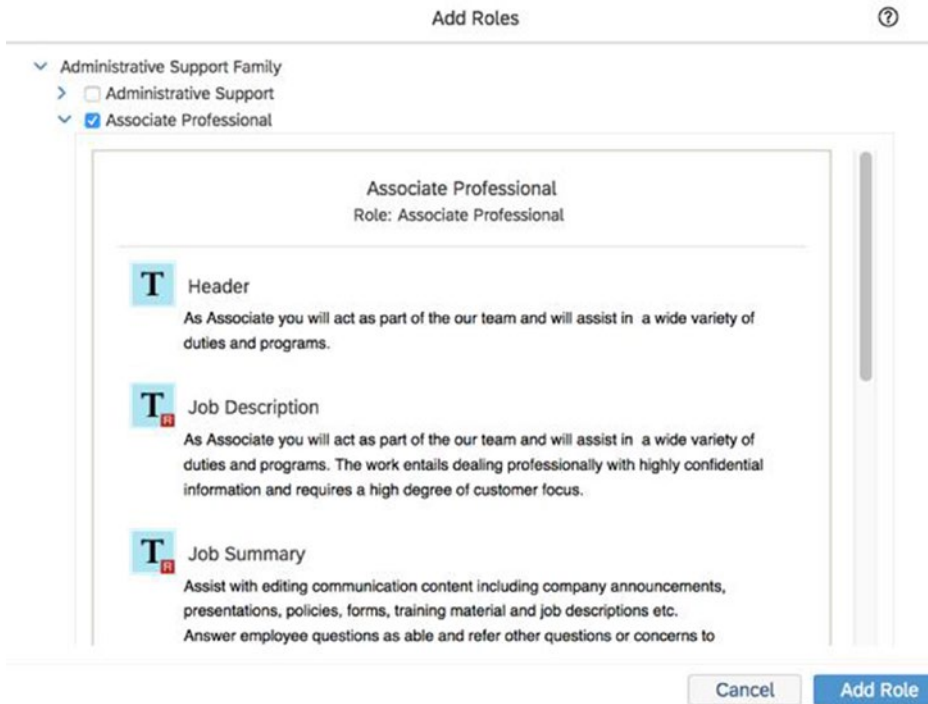 Add Roles
Administrative Support Family
Administrative Support
Associate Professional
Associate Professional
Role: Associate Professional
T Header
As Associate you will act as part of the our team and will assist in a wide variety of
duties and programs.
T R Job Description
As Associate you will act as part of the our team and will assist in a wide variety of
duties and programs. The work entails dealing professionally with highly confidential
information and requires a high degree of customer focus.
T R Job Summary
Assist with editing communication content including company announcements,
presentations, policies, forms, training material and job descriptions etc.
Answer employee questions as able and refer other questions or concerns to
Cancel Add Role